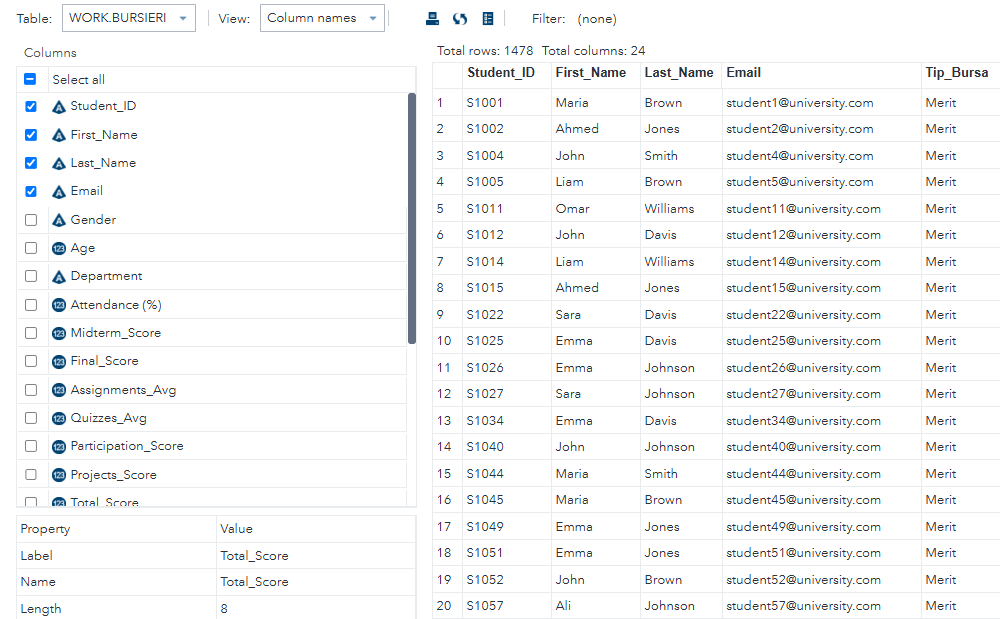 Table: WORK.BURSIERI View: Column names Filter: (none)
Columns
Select all
Student_ID
First_Name
Last_Name
Email
Gender
Age
Department
Attendance (%)
Midterm_Score
Final_Score
Assignments_Avg
Quizzes_Avg
Participation_Score
Projects_Score
Total_Score
Property Value
Label Total_Score
Name Total_Score
Length 8
Total rows: 1478 Total columns: 24
Student_ID First_Name Last_Name Email Tip_Bursa
1 S1001 Maria Brown student1@university.com Merit
2 S1002 Ahmed Jones student2@university.com Merit
3 S1004 John Smith student4@university.com Merit
4 S1005 Liam Brown student5@university.com Merit
5 S1011 Omar Williams student11@university.com Merit
6 S1012 John Davis student12@university.com Merit
7 S1014 Liam Williams student14@university.com Merit
8 S1015 Ahmed Jones student15@university.com Merit
9 S1022 Sara Davis student22@university.com Merit
10 S1025 Emma Davis student25@university.com Merit
11 S1026 Emma Johnson student26@university.com Merit
12 S1027 Sara Johnson student27@university.com Merit
13 S1034 Emma Davis student34@university.com Merit
14 S1040 John Johnson student40@university.com Merit
15 S1044 Maria Smith student44@university.com Merit
16 S1045 Maria Brown student45@university.com Merit
17 S1049 Emma Jones student49@university.com Merit
18 S1051 Emma Jones student51@university.com Merit
19 S1052 John Brown student52@university.com Merit
20 S1057 Ali Johnson student57@university.com Merit